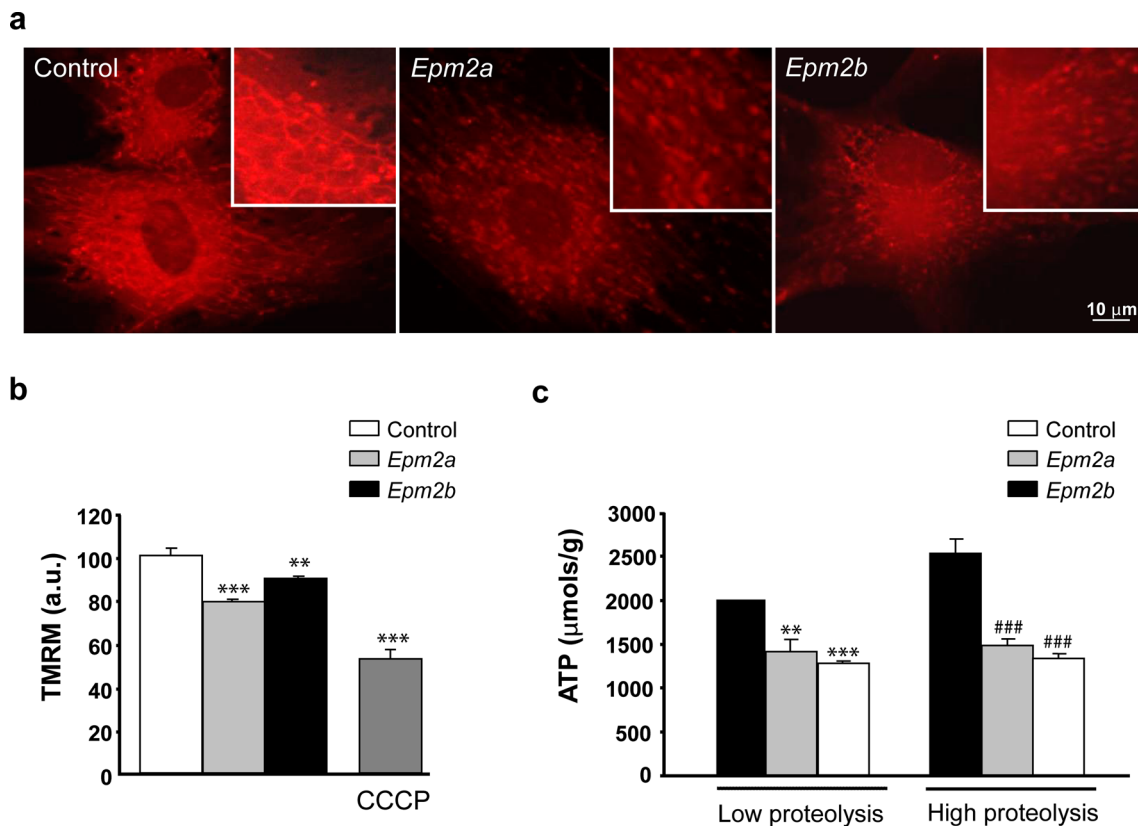 a
Control
Epm2a
Epm2b
10 μm
b
Control
Epm2a
Epm2b
TMRM (a.u.)
120
100
80
60
40
20
0
***
**
***
CCCP
c
Control
Epm2a
Epm2b
ATP (μmols/g)
3000
2500
2000
1500
1000
500
0
**
***
###
###
Low proteolysis
High proteolysis